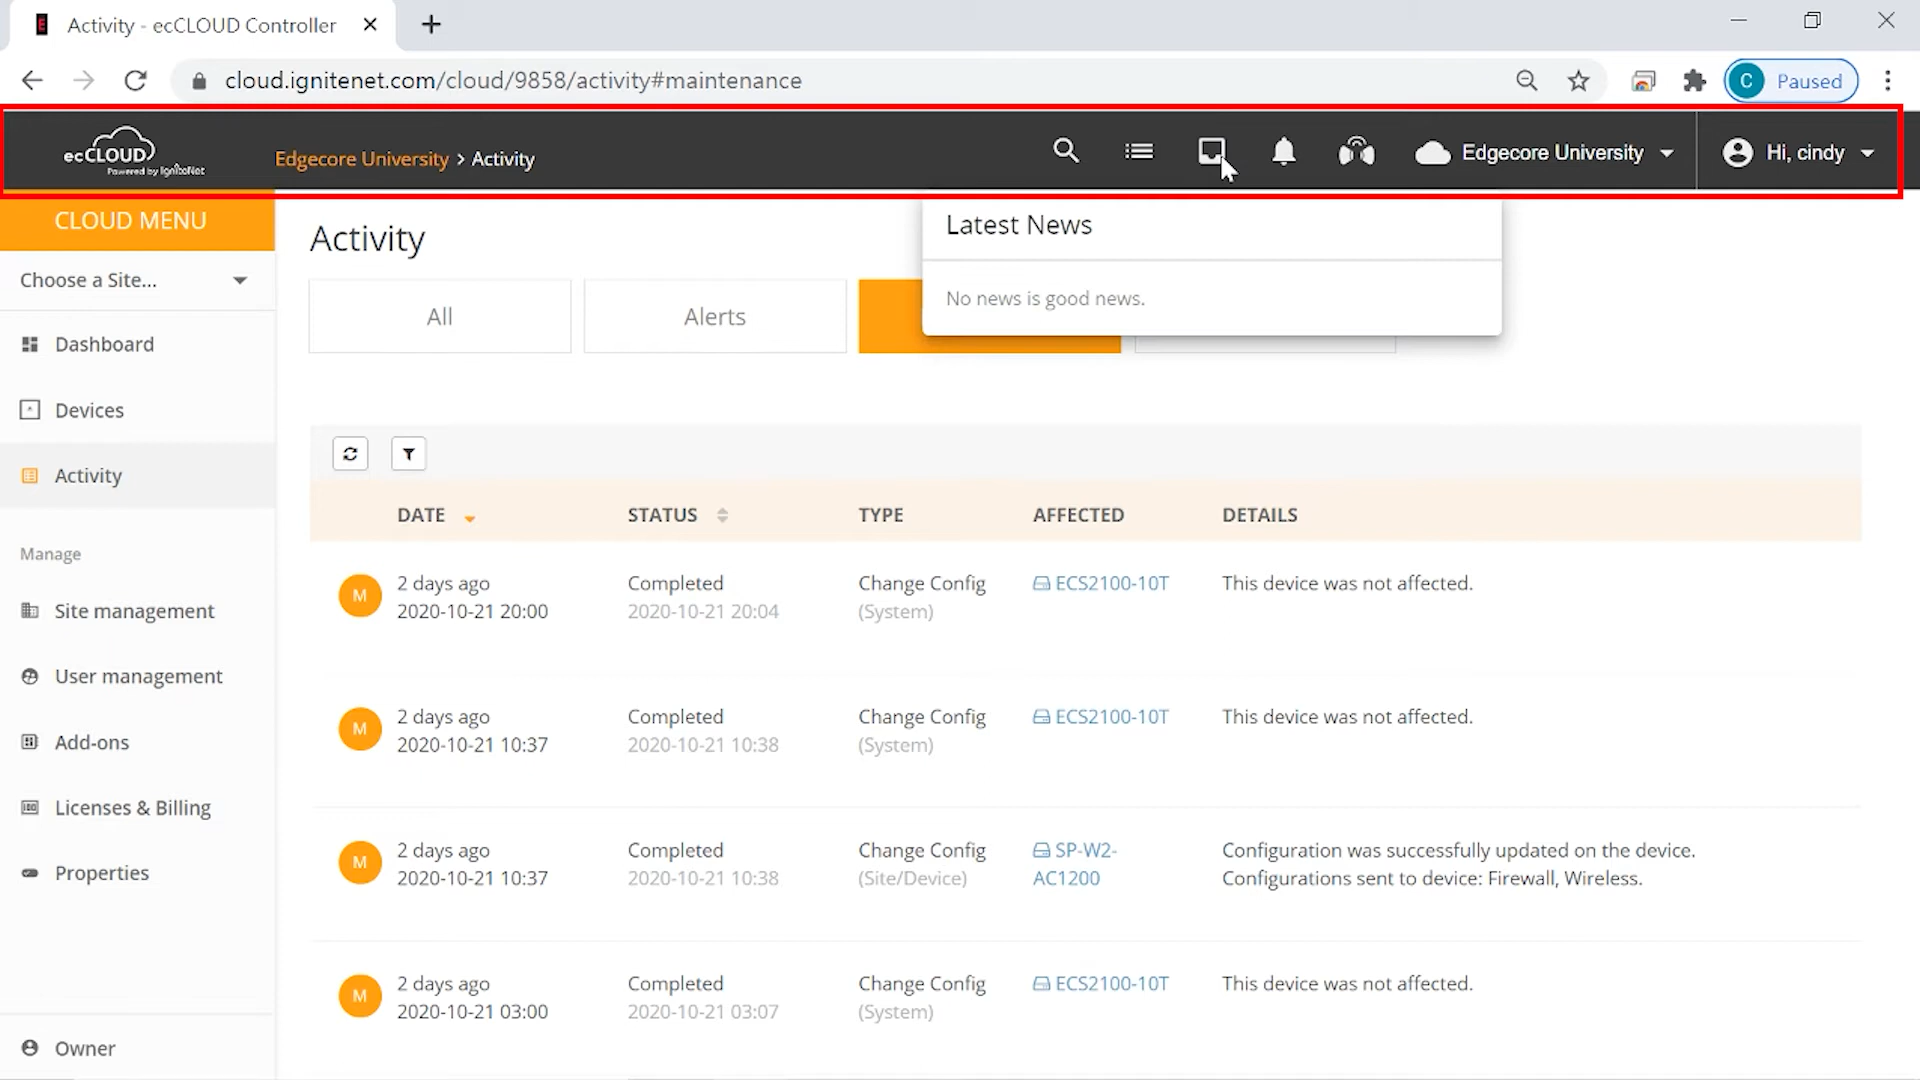 Activity - ecCLOUD Controller
cloud.ignitenet.com/cloud/9858/activity#maintenance
C Paused
ecCLOUD
Powered by IgniteNet
Edgecore University > Activity
Edgecore University
Hi, cindy
CLOUD MENU
Choose a Site...
Dashboard
Devices
Activity
Manage
Site management
User management
Add-ons
Licenses & Billing
Properties
Owner
Activity
Latest News
No news is good news.
All
Alerts
DATE STATUS TYPE AFFECTED DETAILS
M 2 days ago Completed Change Config ECS2100-10T This device was not affected.
2020-10-21 20:00 2020-10-21 20:04 (System)
M 2 days ago Completed Change Config ECS2100-10T This device was not affected.
2020-10-21 10:37 2020-10-21 10:38 (System)
M 2 days ago Completed Change Config SP-W2- Configuration was successfully updated on the device.
2020-10-21 10:37 2020-10-21 10:38 (Site/Device) AC1200 Configurations sent to device: Firewall, Wireless.
M 2 days ago Completed Change Config ECS2100-10T This device was not affected.
2020-10-21 03:00 2020-10-21 03:07 (System)